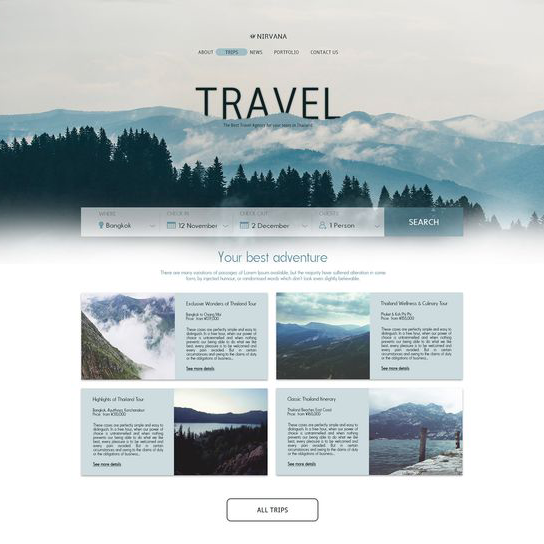 NIRVANA
ABOUT TRIPS NEWS PORTFOLIO CONTACT US
TRAVEL
The Best Travel Agency for your tours in Thailand
WHERE CHECK IN CHECK OUT GUESTS
Bangkok 12 November 2 December 1 Person
SEARCH
Your best adventure
There are many variations of passages of Lorem Ipsum available, but the majority have suffered alteration in some
form, by injected humour, or randomised words which don't look even slightly believable.
Exclusive Wonders of Thailand Tour
Bangkok to Chiang Mai
Price: from
These cases are perfectly simple and easy to
distinguish. In a free hour, when our power of
choice is untrammelled and when nothing
prevents our being able to do what we like
best, every pleasure is to be welcomed and
every pain avoided. But in certain
circumstances and owing to the claims of duty
or the obligations of business...
See more details
Thailand Wellness & Culinary Tour
Phuket & Koh Phi Phi
Price: from
These cases are perfectly simple and easy to
distinguish. In a free hour, when our power of
choice is untrammelled and when nothing
prevents our being able to do what we like
best, every pleasure is to be welcomed and
every pain avoided. But in certain
circumstances and owing to the claims of duty
or the obligations of business...
See more details
Highlights of Thailand Tour
Bangkok, Ayutthaya, Kanchanaburi
Price: from
These cases are perfectly simple and easy to
distinguish. In a free hour, when our power of
choice is untrammelled and when nothing
prevents our being able to do what we like
best, every pleasure is to be welcomed and
every pain avoided. But in certain
circumstances and owing to the claims of duty
or the obligations of business...
See more details
Classic Thailand Itinerary
Thailand Beaches East Coast
Price: from
These cases are perfectly simple and easy to
distinguish. In a free hour, when our power of
choice is untrammelled and when nothing
prevents our being able to do what we like
best, every pleasure is to be welcomed and
every pain avoided. But in certain
circumstances and owing to the claims of duty
or the obligations of business...
See more details
ALL TRIPS